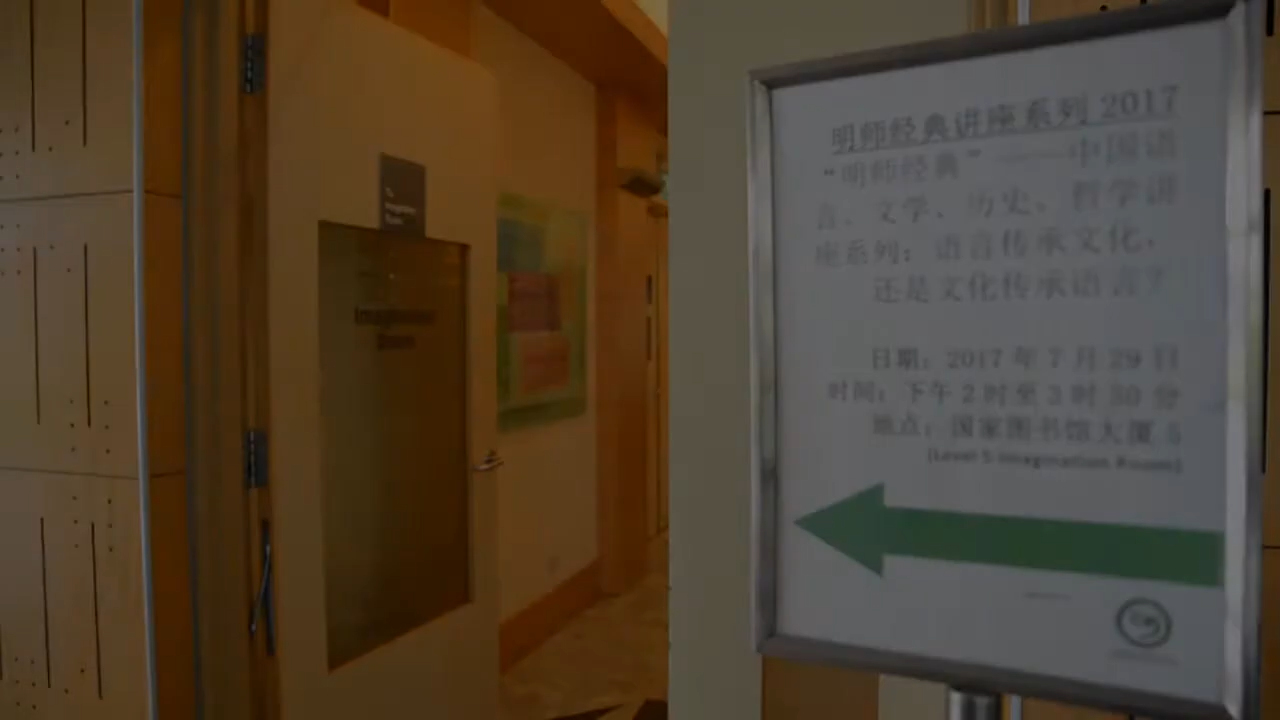 Imagination
Room
明师经典讲座系列 2017
“明师经典” ——中国语
言、文学、历史、哲学讲
座系列：语言传承文化，
还是文化传承语言？
日期：2017 年 7 月 29 日
时间：下午 2 时至 3 时 30 分
地点：国家图书馆大厦 5
(Level 5 Imagination Room)